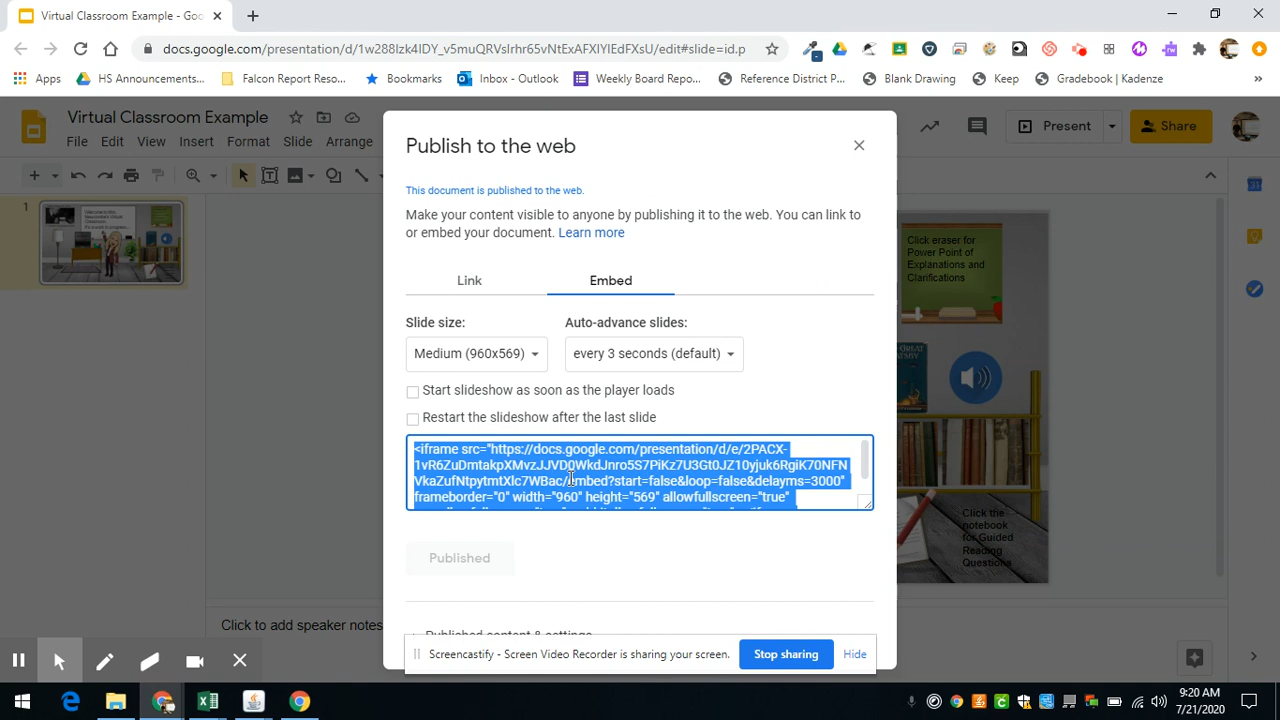 Virtual Classroom Example - Goo
docs.google.com/presentation/d/1w288lzk4lDY_v5muQRVsIrhr65vNtExAFXIYlEdFXsU/edit#slide=id.p
Apps
HS Announcements...
Falcon Report Reso...
Bookmarks
Inbox - Outlook
Weekly Board Repo...
Reference District P...
Blank Drawing
Keep
Gradebook | Kadenze
»
Virtual Classroom Example
File Edit View Insert Format Slide Arrange
Present
Share
1
Publish to the web
This document is published to the web.
Make your content visible to anyone by publishing it to the web. You can link to
or embed your document. Learn more
Link
Embed
Slide size:
Auto-advance slides:
Medium (960x569)
every 3 seconds (default)
Start slideshow as soon as the player loads
Restart the slideshow after the last slide
<iframe src="https://docs.google.com/presentation/d/e/2PACX-
1vR6ZuDmtakpXMvzJJVD0WkdJnro5S7PiKz7U3Gt0JZ10yjuk6RgiK70NFN
VkaZufNtpytmtXlc7WBac/embed?start=false&loop=false&delayms=3000"
frameborder="0" width="960" height="569" allowfullscreen="true"
Published
Published content & settings
Click eraser for
Power Point of
Explanations and
Clarifications
Click the
notebook
for Guided
Reading
Questions
Click to add speaker notes
Screencastify - Screen Video Recorder is sharing your screen.
Stop sharing
Hide
9:20 AM
7/21/2020